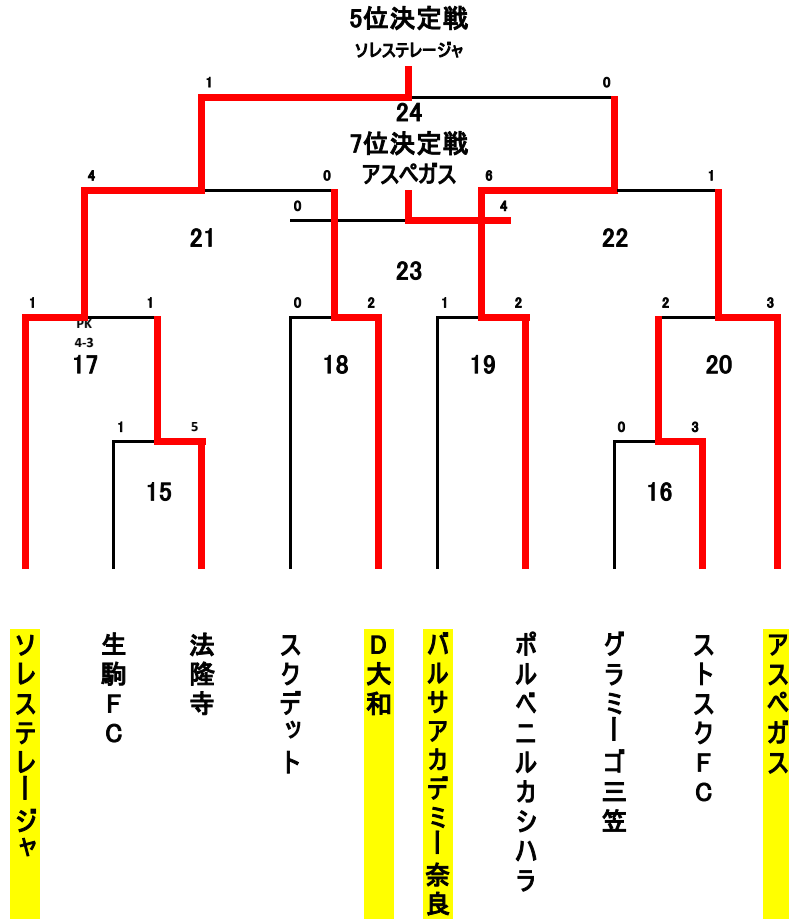 5位決定戦
ソレステレージャ
1
0
24
7位決定戦
アスペガス
4
0
6
1
0
4
21
22
23
1
1
0
2
1
2
2
3
PK
4-3
17
18
19
20
1
5
0
3
15
16
ソレステレージャ
生駒FC
法隆寺
スクデット
D大和
バルサアカデミー奈良
ポルベニルカシハラ
グラミーゴ三笠
ストスクFC
アスペガス